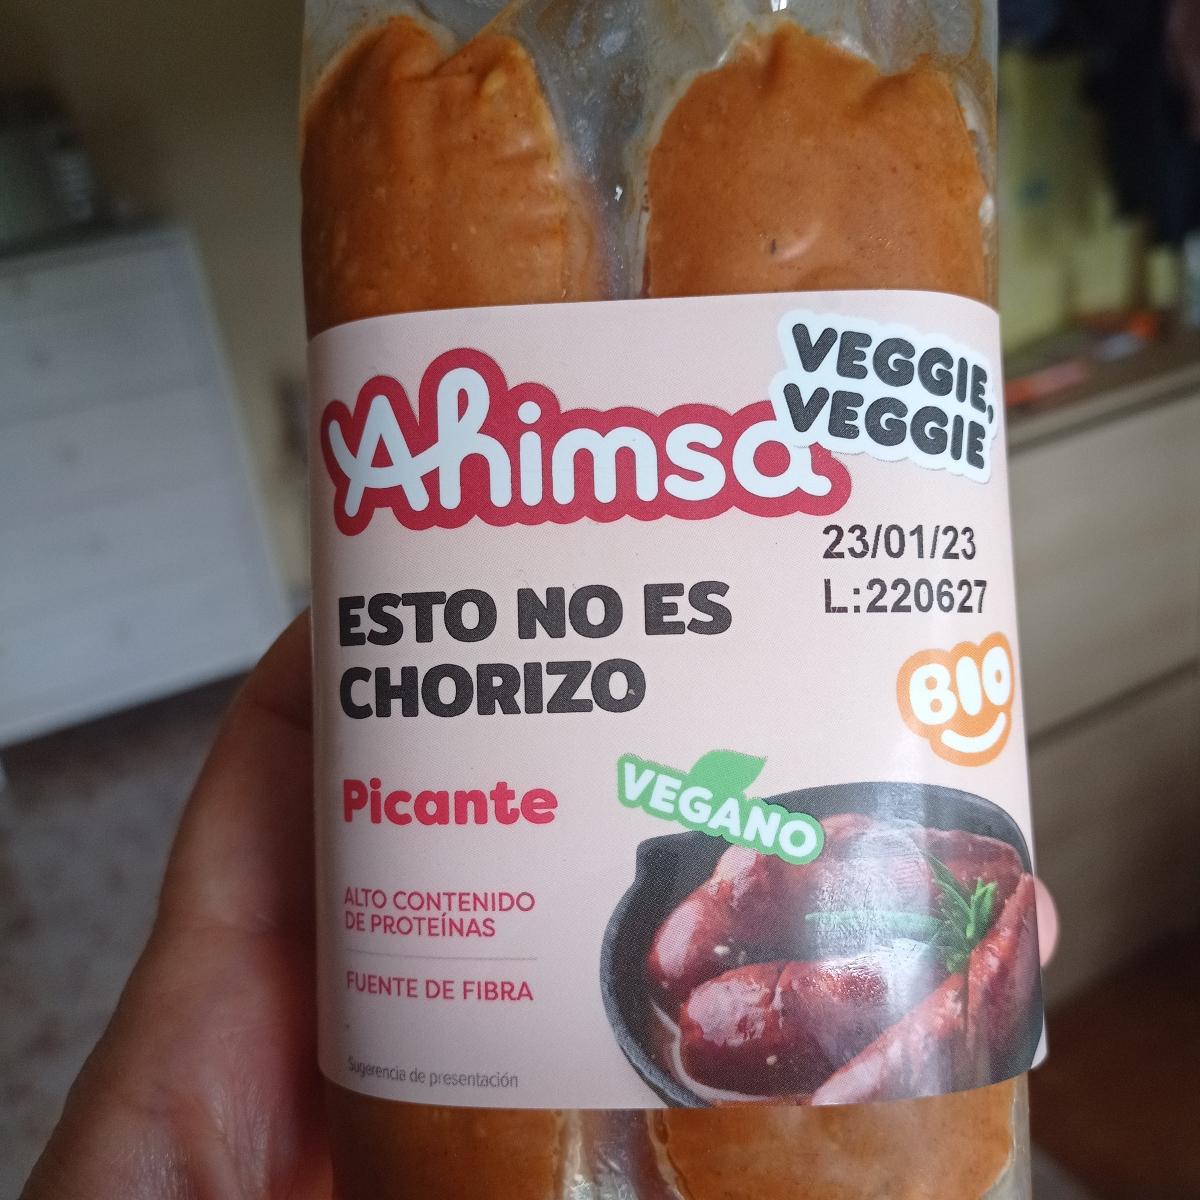 Ahimsa
VEGGIE,
VEGGIE
23/01/23
L:220627
ESTO NO ES
CHORIZO
BIO
Picante
VEGANO
ALTO CONTENIDO
DE PROTEÍNAS
FUENTE DE FIBRA
Sugerencia de presentación